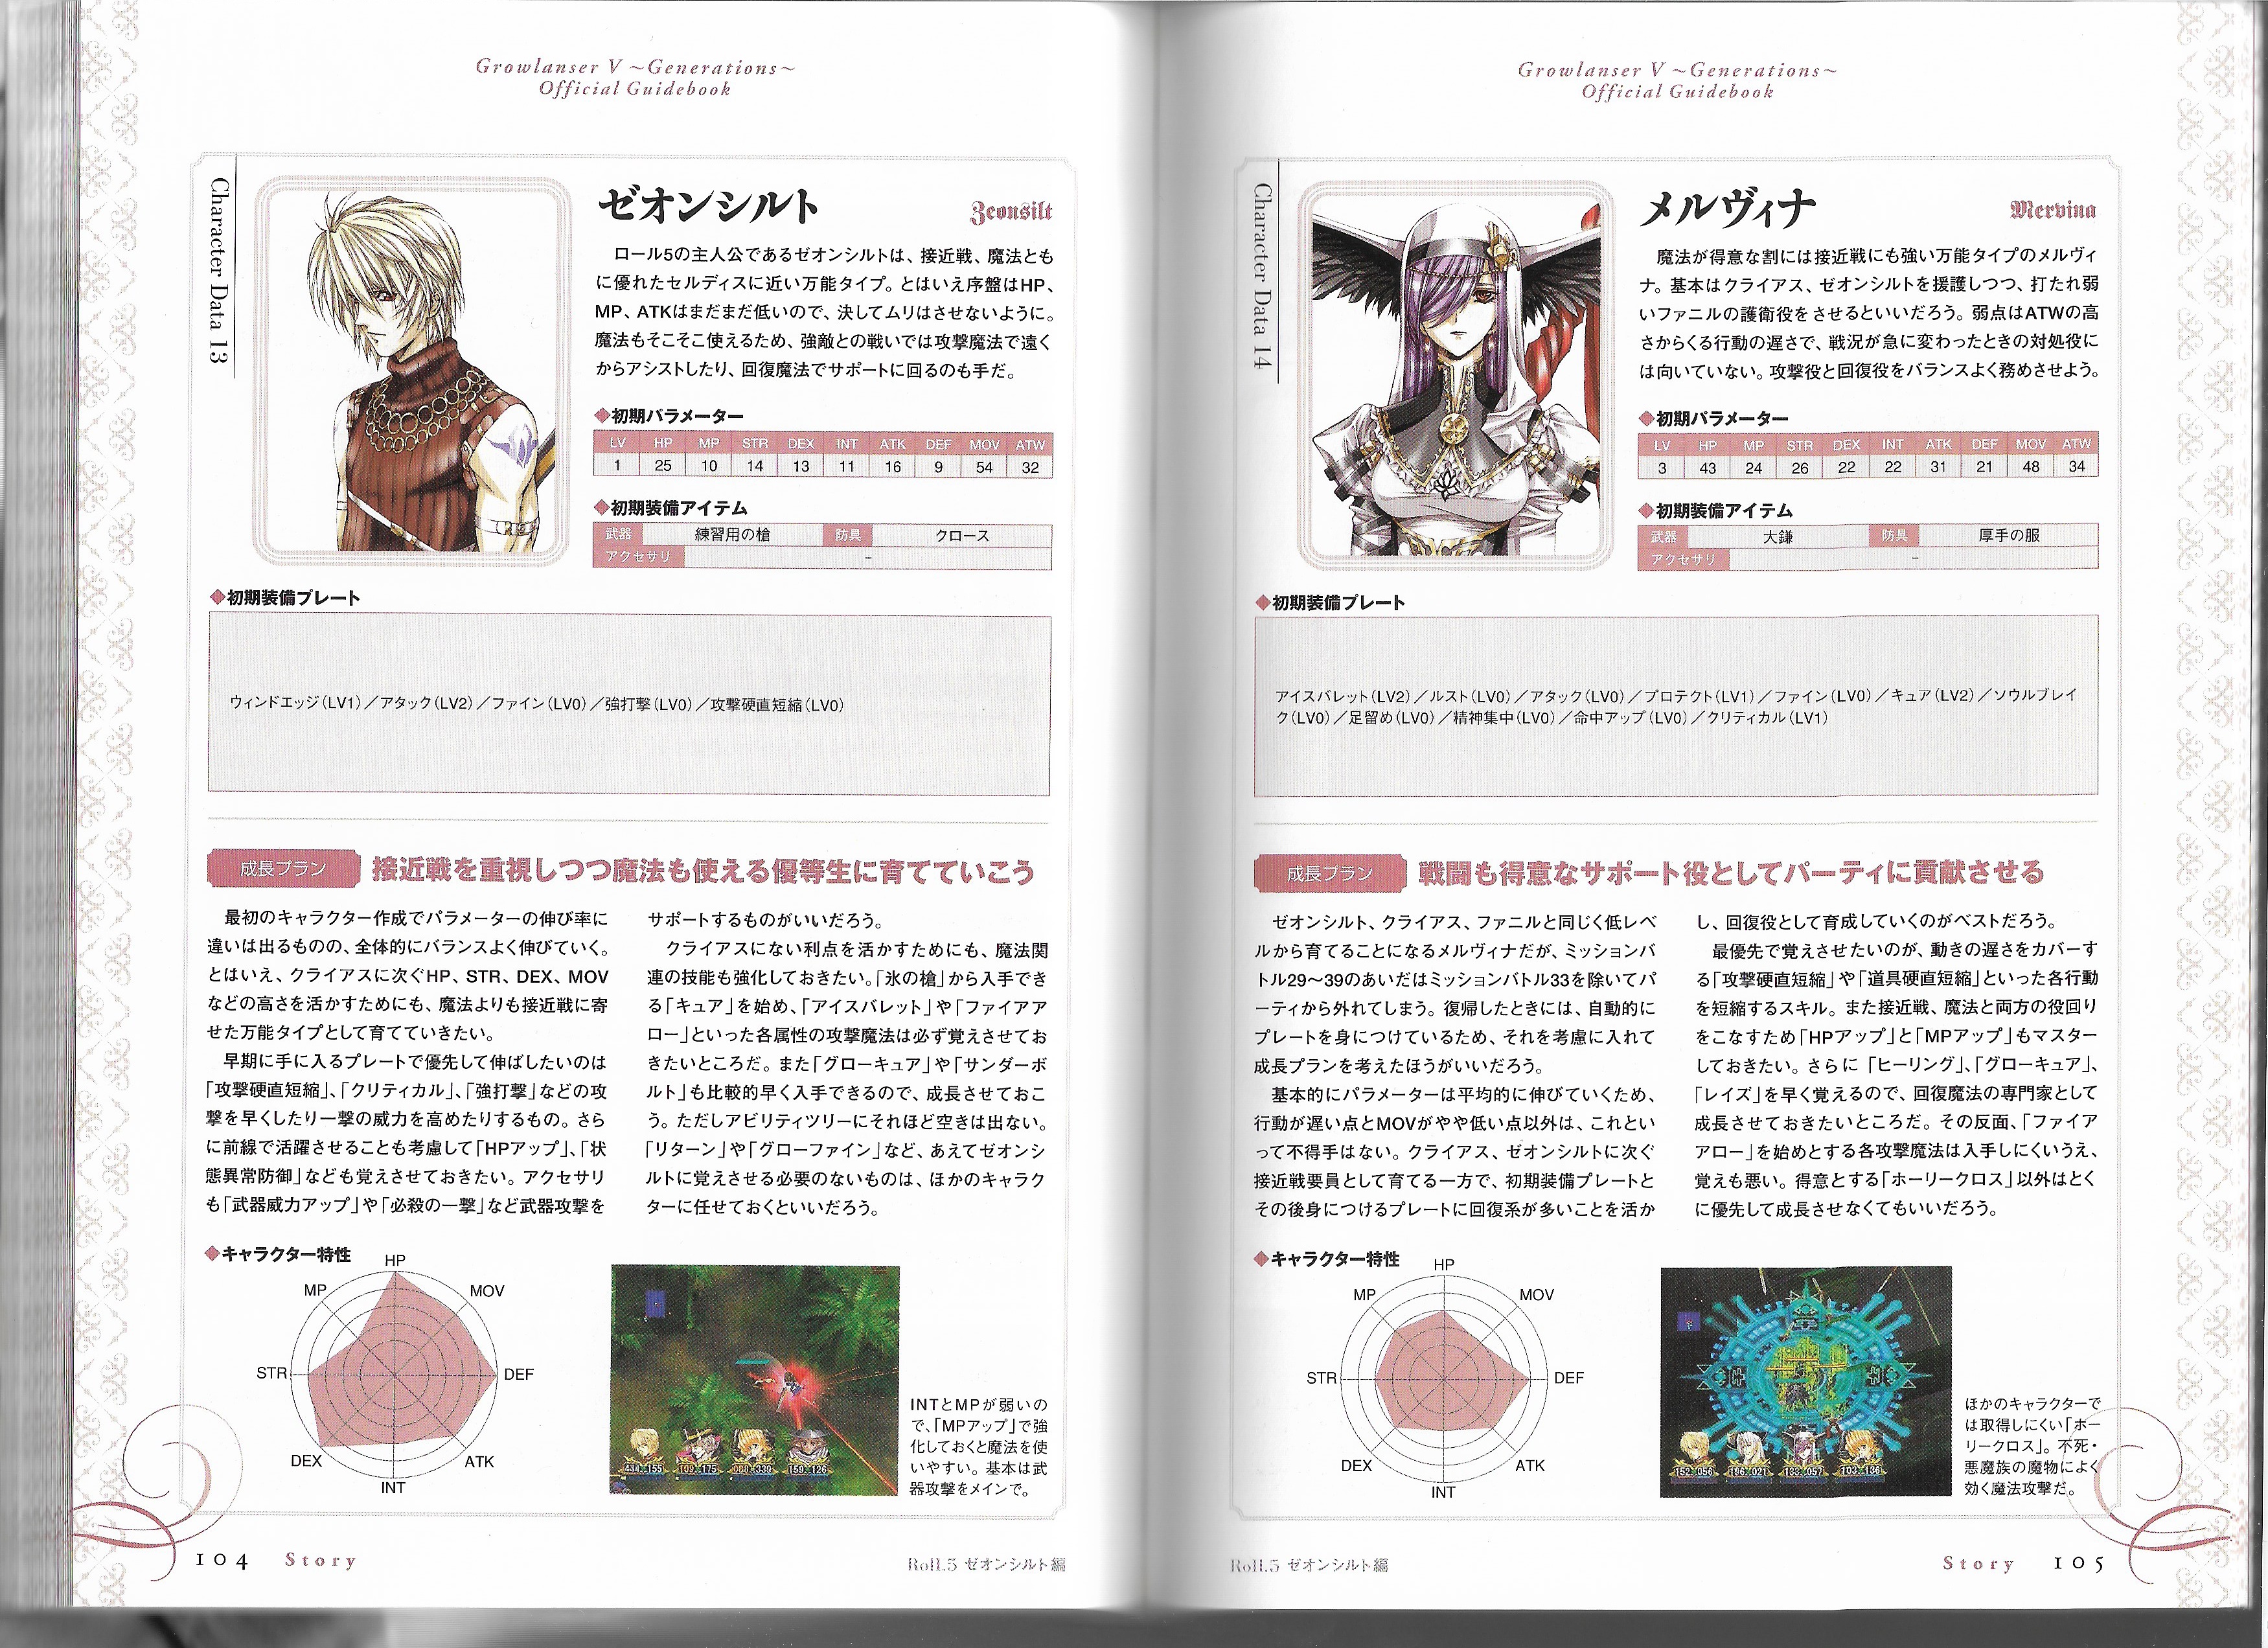 Growlanser V ～Generations～
Official Guidebook
Character Data 13
ゼオンシルト
Zeonsilt
ロール5の主人公であるゼオンシルトは、接近戦、魔法とも
に優れたセルディスに近い万能タイプ。とはいえ序盤はHP、
MP、ATKはまだまだ低いので、決してムリはさせないように。
魔法もそこそこ使えるため、強敵との戦いでは攻撃魔法で遠く
からアシストしたり、回復魔法でサポートに回るのも手だ。
◆初期パラメーター
LV HP MP STR DEX INT ATK DEF MOV ATW
1 25 10 14 13 11 16 9 54 32
◆初期装備アイテム
武器 練習用の槍 防具 クロース
アクセサリ －
◆初期装備プレート
ウィンドエッジ(LV1)／アタック(LV2)／ファイン(LV0)／強打撃(LV0)／攻撃硬直短縮(LV0)
成長プラン 接近戦を重視しつつ魔法も使える優等生に育てていこう
最初のキャラクター作成でパラメーターの伸び率に
違いは出るものの、全体的にバランスよく伸びていく。
とはいえ、クライアスに次ぐHP、STR、DEX、MOV
などの高さを活かすためにも、魔法よりも接近戦に寄
せた万能タイプとして育てていきたい。
早期に手に入るプレートで優先して伸ばしたいのは
「攻撃硬直短縮」、「クリティカル」、「強打撃」などの攻
撃を早くしたり一撃の威力を高めたりするもの。さら
に前線で活躍させることも考慮して「HPアップ」、「状
態異常防御」なども覚えさせておきたい。アクセサリ
も「武器威力アップ」や「必殺の一撃」など武器攻撃を
サポートするものがいいだろう。
クライアスにない利点を活かすためにも、魔法関
連の技能も強化しておきたい。「氷の槍」から入手でき
る「キュア」を始め、「アイスバレット」や「ファイアア
ロー」といった各属性の攻撃魔法は必ず覚えさせてお
きたいところだ。また「グローキュア」や「サンダーボ
ルト」も比較的早く入手できるので、成長させておこ
う。ただしアビリティツリーにそれほど空きは出ない。
「リターン」や「グローファイン」など、あえてゼオンシ
ルトに覚えさせる必要のないものは、ほかのキャラク
ターに任せておくといいだろう。
◆キャラクター特性
HP
MOV
DEF
ATK
INT
DEX
STR
MP
INTとMPが弱いの
で、「MPアップ」で強
化しておくと魔法を使
いやすい。基本は武
器攻撃をメインで。
104 Story
Roll.5 ゼオンシルト編
Growlanser V ～Generations～
Official Guidebook
Character Data 14
メルヴィナ
Mervina
魔法が得意な割には接近戦にも強い万能タイプのメルヴィ
ナ。基本はクライアス、ゼオンシルトを援護しつつ、打たれ弱
いファニルの護衛役をさせるといいだろう。弱点はATWの高
さからくる行動の遅さで、戦況が急に変わったときの対処役に
は向いていない。攻撃役と回復役をバランスよく務めさせよう。
◆初期パラメーター
LV HP MP STR DEX INT ATK DEF MOV ATW
3 43 24 26 22 22 31 21 48 34
◆初期装備アイテム
武器 大鎌 防具 厚手の服
アクセサリ －
◆初期装備プレート
アイスバレット(LV2)／ルスト(LV0)／アタック(LV0)／プロテクト(LV1)／ファイン(LV0)／キュア(LV2)／ソウルブレイ
ク(LV0)／足留め(LV0)／精神集中(LV0)／命中アップ(LV0)／クリティカル(LV1)
成長プラン 戦闘も得意なサポート役としてパーティに貢献させる
ゼオンシルト、クライアス、ファニルと同じく低レベ
ルから育てることになるメルヴィナだが、ミッションバ
トル29～39のあいだはミッションバトル33を除いてパ
ーティから外れてしまう。復帰したときには、自動的に
プレートを身につけているため、それを考慮に入れて
成長プランを考えたほうがいいだろう。
基本的にパラメーターは平均的に伸びていくため、
行動が遅い点とMOVがやや低い点以外は、これとい
って不得手はない。クライアス、ゼオンシルトに次ぐ
接近戦要員として育てる一方で、初期装備プレートと
その後身につけるプレートに回復系が多いことを活か
し、回復役として育成していくのがベストだろう。
最優先で覚えさせたいのが、動きの遅さをカバーす
る「攻撃硬直短縮」や「道具硬直短縮」といった各行動
を短縮するスキル。また接近戦、魔法と両方の役回り
をこなすため「HPアップ」と「MPアップ」もマスター
しておきたい。さらに「ヒーリング」、「グローキュア」、
「レイズ」を早く覚えるので、回復魔法の専門家として
成長させておきたいところだ。その反面、「ファイア
アロー」を始めとする各攻撃魔法は入手しにくいうえ、
覚えも悪い。得意とする「ホーリークロス」以外はとく
に優先して成長させなくてもいいだろう。
◆キャラクター特性
HP
MOV
DEF
ATK
INT
DEX
STR
MP
ほかのキャラクターで
は取得しにくい「ホー
リークロス」。不死・
悪魔族の魔物によく
効く魔法攻撃だ。
Roll.5 ゼオンシルト編
Story 105